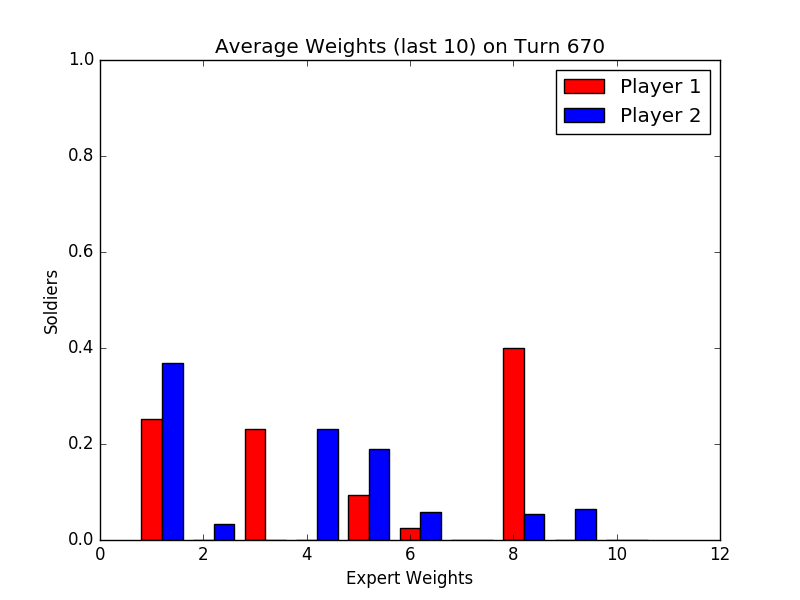 Average Weights (last 10) on Turn 670
Player 1
Player 2
1.0
0.8
0.6
0.4
0.2
0.0
Soldiers
0 2 4 6 8 10 12
Expert Weights